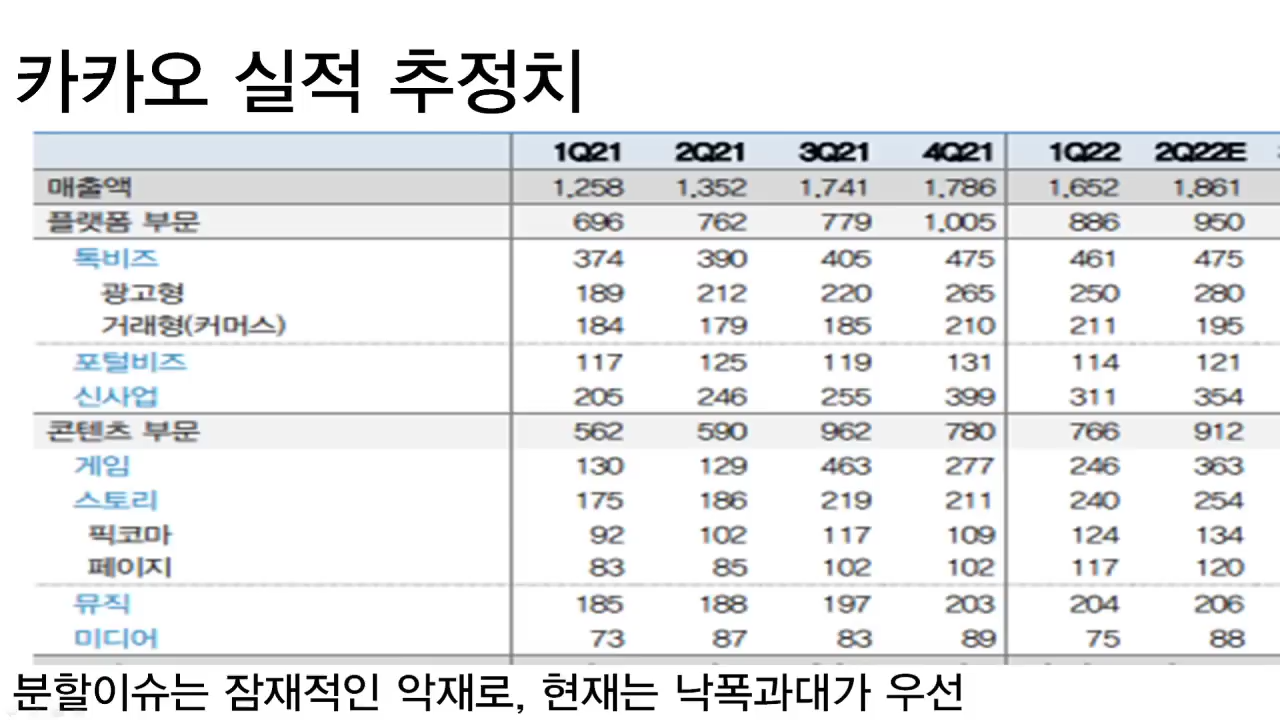 카카오 실적 추정치
1Q21 2Q21 3Q21 4Q21 1Q22 2Q22E
매출액 1,258 1,352 1,741 1,786 1,652 1,861
플랫폼 부문 696 762 779 1,005 886 950
톡비즈 374 390 405 475 461 475
광고형 189 212 220 265 250 280
거래형(커머스) 184 179 185 210 211 195
포털비즈 117 125 119 131 114 121
신사업 205 246 255 399 311 354
콘텐츠 부문 562 590 962 780 766 912
게임 130 129 463 277 246 363
스토리 175 186 219 211 240 254
픽코마 92 102 117 109 124 134
페이지 83 85 102 102 117 120
뮤직 185 188 197 203 204 206
미디어 73 87 83 89 75 88
분할이슈는 잠재적인 악재로, 현재는 낙폭과대가 우선